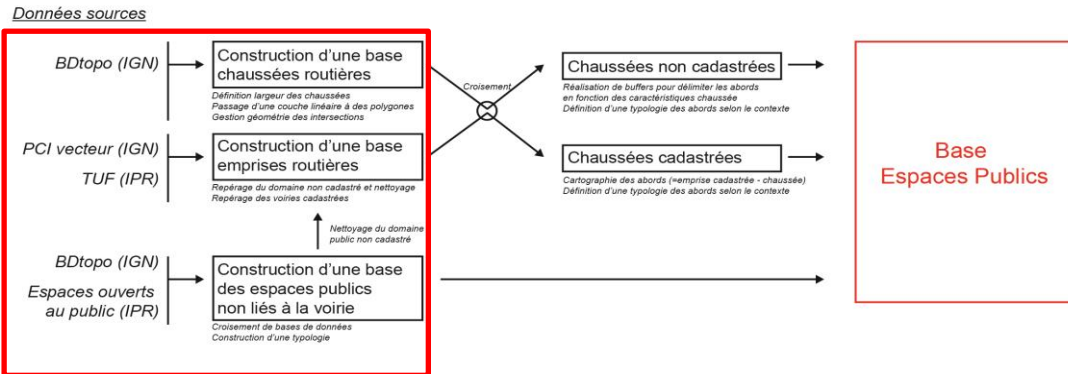 Données sources
BDtopo (IGN)
Construction d'une base
chaussées routières
Définition largeur des chaussées
Passage d'une couche linéaire à des polygones
Gestion géométrie des intersections
PCI vecteur (IGN)
TUF (IPR)
Construction d'une base
emprises routières
Repérage du domaine non cadastré et nettoyage
Repérage des voiries cadastrées
Nettoyage du domaine
public non cadastré
BDtopo (IGN)
Espaces ouverts
au public (IPR)
Construction d'une base
des espaces publics
non liés à la voirie
Croisement de bases de données
Construction d'une typologie
Croisement
Chaussées non cadastrées
Réalisation de buffers pour délimiter les abords
en fonction des caractéristiques chaussée
Définition d'une typologie des abords selon le contexte
Chaussées cadastrées
Cartographie des abords (=emprise cadastrée - chaussée)
Définition d'une typologie des abords selon le contexte
Base
Espaces Publics